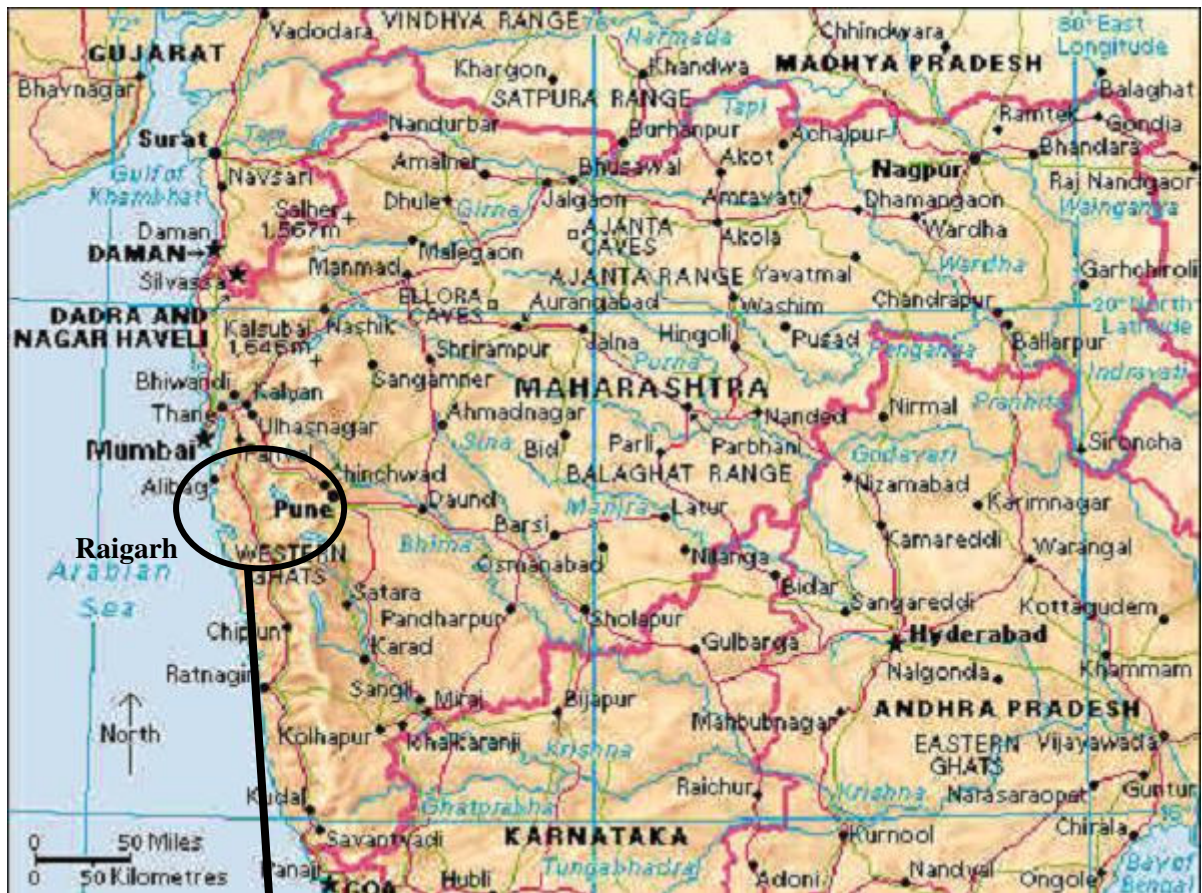 72°
Vadodara
VINDHYA RANGE
76°
Narmada
Chhindwara
80° East
Longitude
GUJARAT
Bhavnagar
Khargon
Khandwa
MADHYA PRADESH
SATPURA RANGE
Balaghat
Tapi
Nandurbar
Burhanpur
Tapi
Achalpur
Ramtek
Gondia
Surat
Amalner
Bhusawal
Akot
Nagpur
Bhandara
Gulf of
Khambhat
Navsari
Salher
1,567m
Dhule
Girna
Jalgaon
Amravati
Dhamangaon
Raj Nandgaon
Wainganga
Daman
DAMAN
Malegaon
AJANTA
CAVES
Akola
Wardha
Silvassa
Manmad
AJANTA RANGE
Yavatmal
Wardha
Garhchiroli
ELLORA
CAVES
Aurangabad
Washim
Chandrapur
20° North
Latitude
DADRA AND
NAGAR HAVELI
Kalsubai
1,646m
Nashik
Jalna
Hingoli
Pusad
Ballarpur
Shrirampur
Purna
Penganga
Indravati
Bhiwandi
Kalyan
Sangamner
MAHARASHTRA
Pranhita
Thane
Ulhasnagar
Ahmadnagar
Nanded
Nirmal
Mumbai
Panvel
Sina
Bid
Parli
Parbhani
Godavari
Sironcha
Alibag
Chinchwad
BALAGHAT RANGE
Nizamabad
Karimnagar
Pune
Daund
Barsi
Manjra
Latur
Kamareddi
Warangal
Raigarh
WESTERN
GHATS
Bhima
Osmanabad
Nilanga
Arabian
Sea
Satara
Pandharpur
Sholapur
Bidar
Sangareddi
Kottagudem
Chiplun
Karad
Gulbarga
Hyderabad
Ratnagiri
Sangli
Miraj
Bijapur
Nalgonda
Khammam
North
Mahbubnagar
ANDHRA PRADESH
Kolhapur
Ichalkaranji
Krishna
EASTERN
GHATS
Vijayawada
Kudal
Ghatprabha
Raichur
Krishna
Narasaraopet
Guntur
16°
0 50 Miles
Savantvadi
KARNATAKA
Kurnool
Chirala
0 50 Kilometres
Panaji
GOA
Hubli
Tungabhadra
Adoni
Nandyal
Ongole
Bay of
Bengal